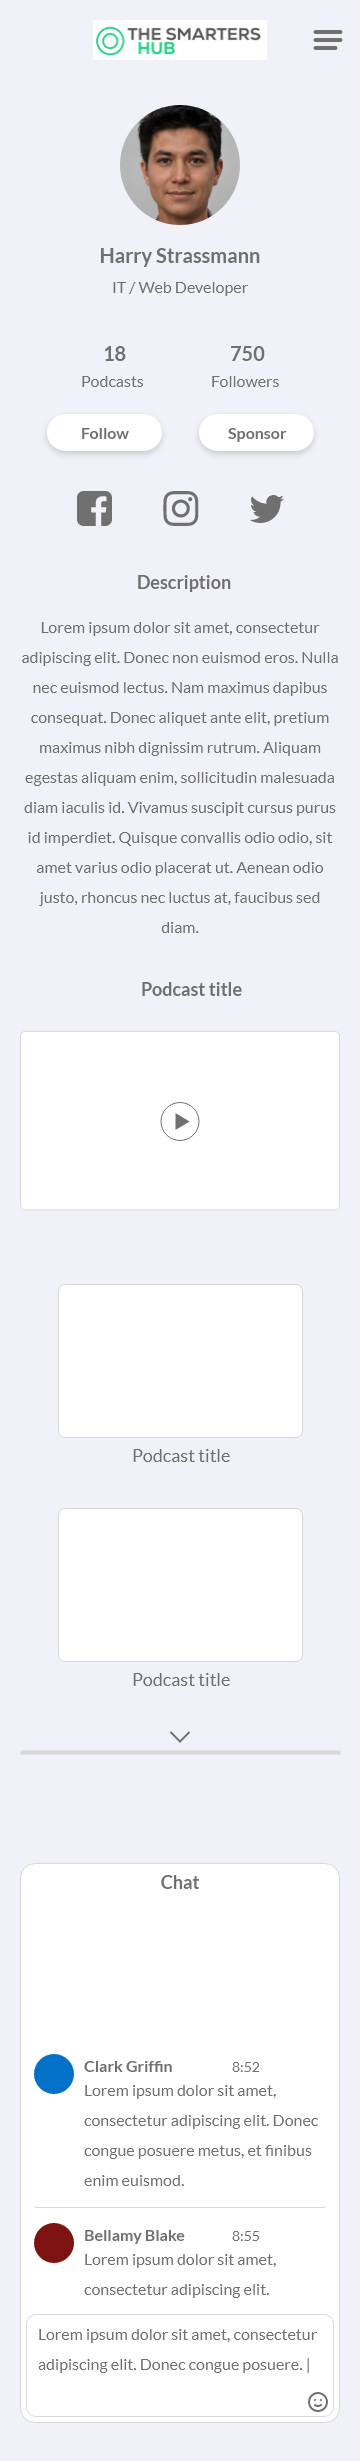 THE SMARTERS
HUB
Harry Strassmann
IT / Web Developer
18
Podcasts
750
Followers
Follow
Sponsor
Description
Lorem ipsum dolor sit amet, consectetur
adipiscing elit. Donec non euismod eros. Nulla
nec euismod lectus. Nam maximus dapibus
consequat. Donec aliquet ante elit, pretium
maximus nibh dignissim rutrum. Aliquam
egestas aliquam enim, sollicitudin malesuada
diam iaculis id. Vivamus suscipit cursus purus
id imperdiet. Quisque convallis odio odio, sit
amet varius odio placerat ut. Aenean odio
justo, rhoncus nec luctus at, faucibus sed
diam.
Podcast title
Podcast title
Podcast title
Chat
Clark Griffin 8:52
Lorem ipsum dolor sit amet,
consectetur adipiscing elit. Donec
congue posuere metus, et finibus
enim euismod.
Bellamy Blake 8:55
Lorem ipsum dolor sit amet,
consectetur adipiscing elit.
Lorem ipsum dolor sit amet, consectetur
adipiscing elit. Donec congue posuere. |